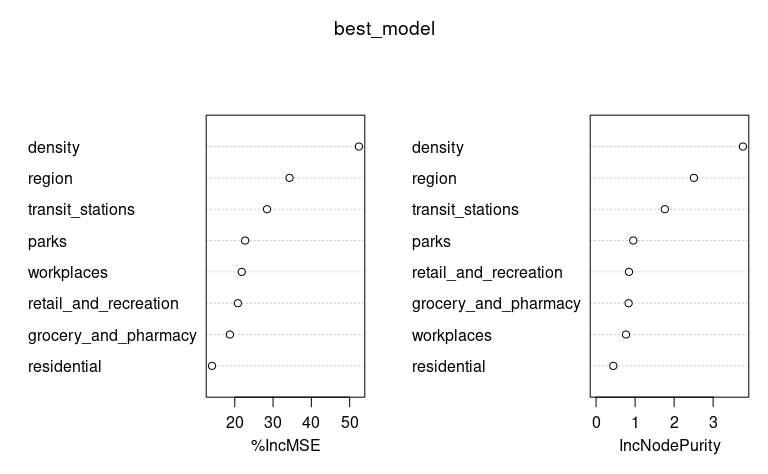 best_model
density
region
transit_stations
parks
workplaces
retail_and_recreation
grocery_and_pharmacy
residential
20 30 40 50
%IncMSE
density
region
transit_stations
parks
retail_and_recreation
grocery_and_pharmacy
workplaces
residential
0 1 2 3
IncNodePurity